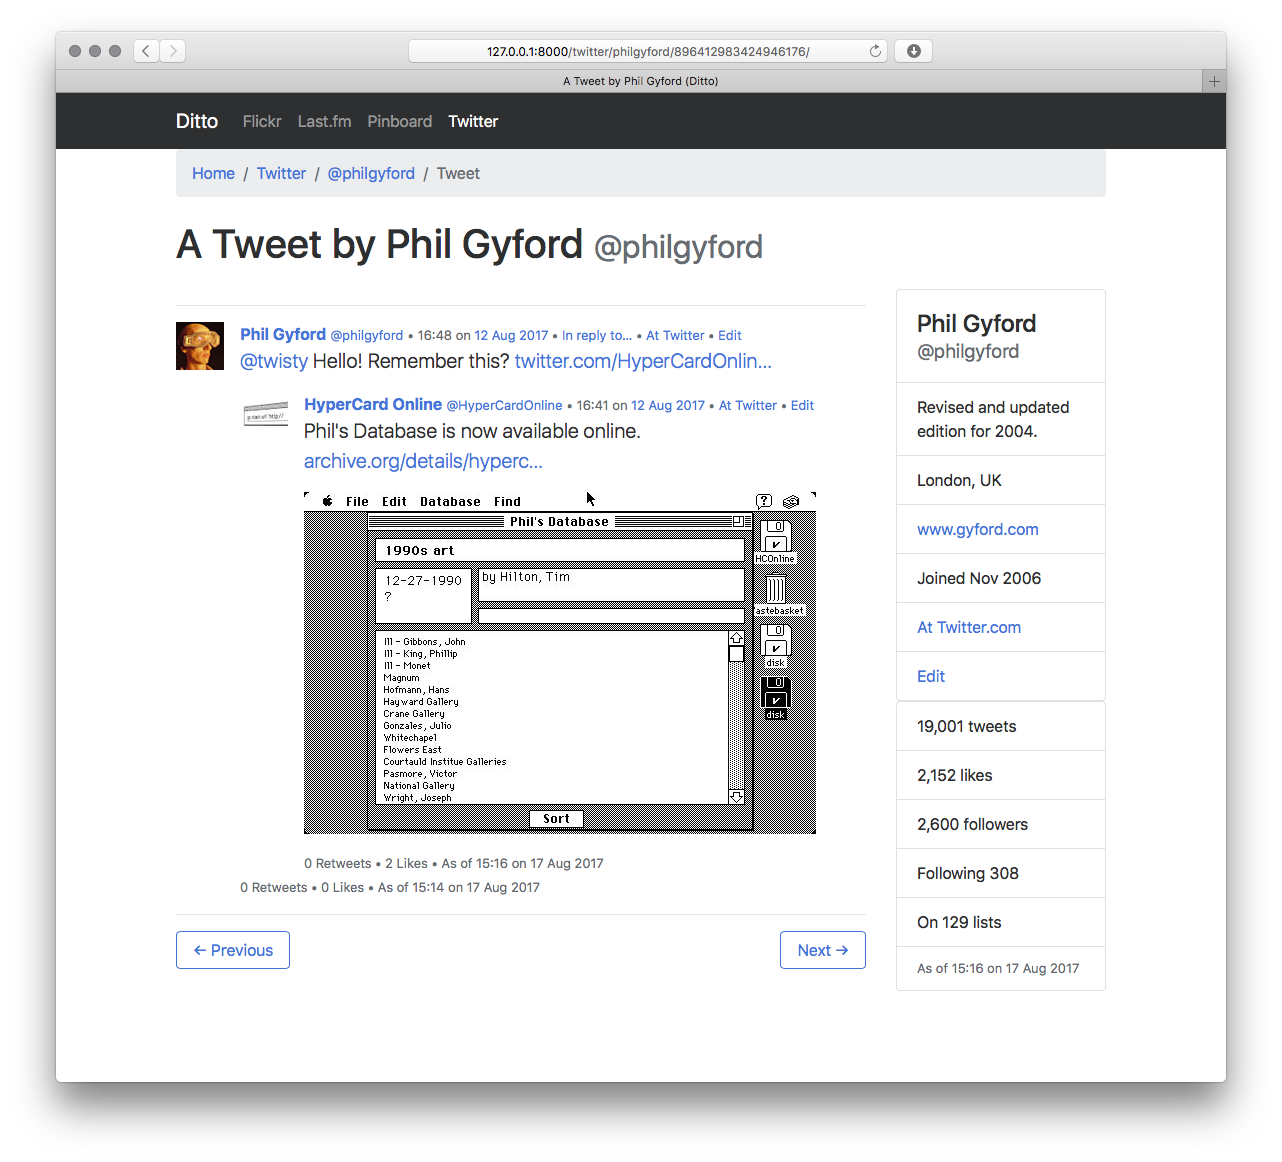 127.0.0.1:8000/twitter/philgyford/896412983424946176/
A Tweet by Phil Gyford (Ditto)
Ditto Flickr Last.fm Pinboard Twitter
Home / Twitter / @philgyford / Tweet
A Tweet by Phil Gyford @philgyford
Phil Gyford @philgyford • 16:48 on 12 Aug 2017 • In reply to... • At Twitter • Edit
@twisty Hello! Remember this? twitter.com/HyperCardOnlin…
HyperCard Online @HyperCardOnline • 16:41 on 12 Aug 2017 • At Twitter • Edit
Phil's Database is now available online.
archive.org/details/hyperc…
File Edit Database Find
Phil's Database
1990s art
12-27-1990
?
by Hilton, Tim
Ill - Gibbons, John
Ill - King, Phillip
Ill - Monet
Magnum
Hofmann, Hans
Hayward Gallery
Crane Gallery
Gonzales, Julio
Whitechapel
Flowers East
Courtauld Institue Galleries
Pasmore, Victor
National Gallery
Wright, Joseph
Sort
HCOnline
astebasket
disk
disk
0 Retweets • 2 Likes • As of 15:16 on 17 Aug 2017
0 Retweets • 0 Likes • As of 15:14 on 17 Aug 2017
← Previous
Next →
Phil Gyford
@philgyford
Revised and updated
edition for 2004.
London, UK
www.gyford.com
Joined Nov 2006
At Twitter.com
Edit
19,001 tweets
2,152 likes
2,600 followers
Following 308
On 129 lists
As of 15:16 on 17 Aug 2017